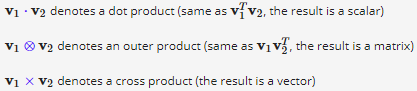 v₁ · v₂ denotes a dot product (same as v₁ᵀv₂, the result is a scalar)
v₁ ⊗ v₂ denotes an outer product (same as v₁v₂ᵀ, the result is a matrix)
v₁ × v₂ denotes a cross product (the result is a vector)